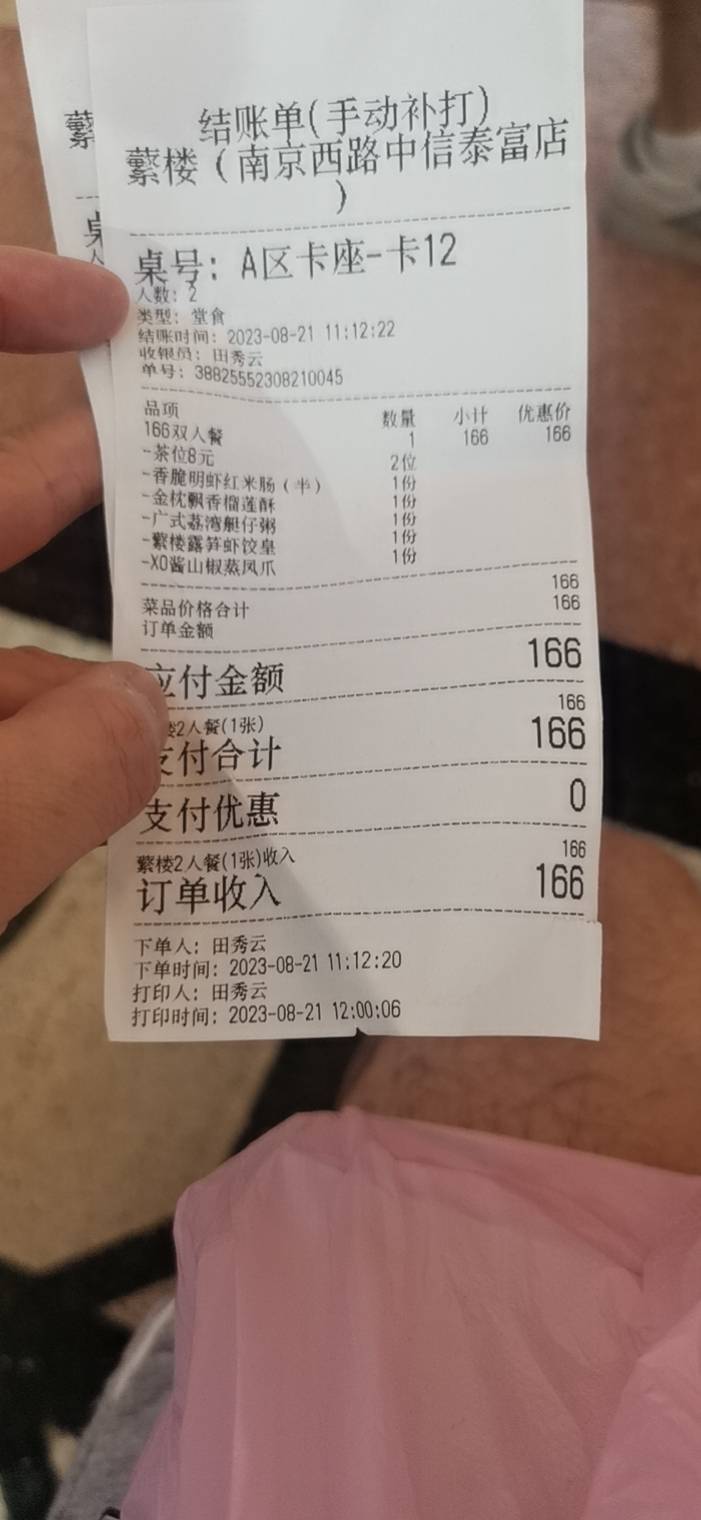 结账单(手动补打)
蘩楼（南京西路中信泰富店
）
桌号：A区卡座-卡12
人数：2
类型：堂食
结账时间：2023-08-21 11:12:22
收银员：田秀云
单号：38825552308210045
品项 数量 小计 优惠价
166双人餐 1 166 166
-茶位8元 2位
-香脆明虾红米肠（半） 1份
-金枕飘香榴莲酥 1份
-广式荔湾艇仔粥 1份
-蘩楼露笋虾饺皇 1份
-XO酱山椒蒸凤爪 1份
菜品价格合计 166
订单金额 166
应付金额 166
楼2人餐(1张) 166
支付合计 166
支付优惠 0
蘩楼2人餐(1张)收入 166
订单收入 166
下单人：田秀云
下单时间：2023-08-21 11:12:20
打印人：田秀云
打印时间：2023-08-21 12:00:06
蘩
桌
人